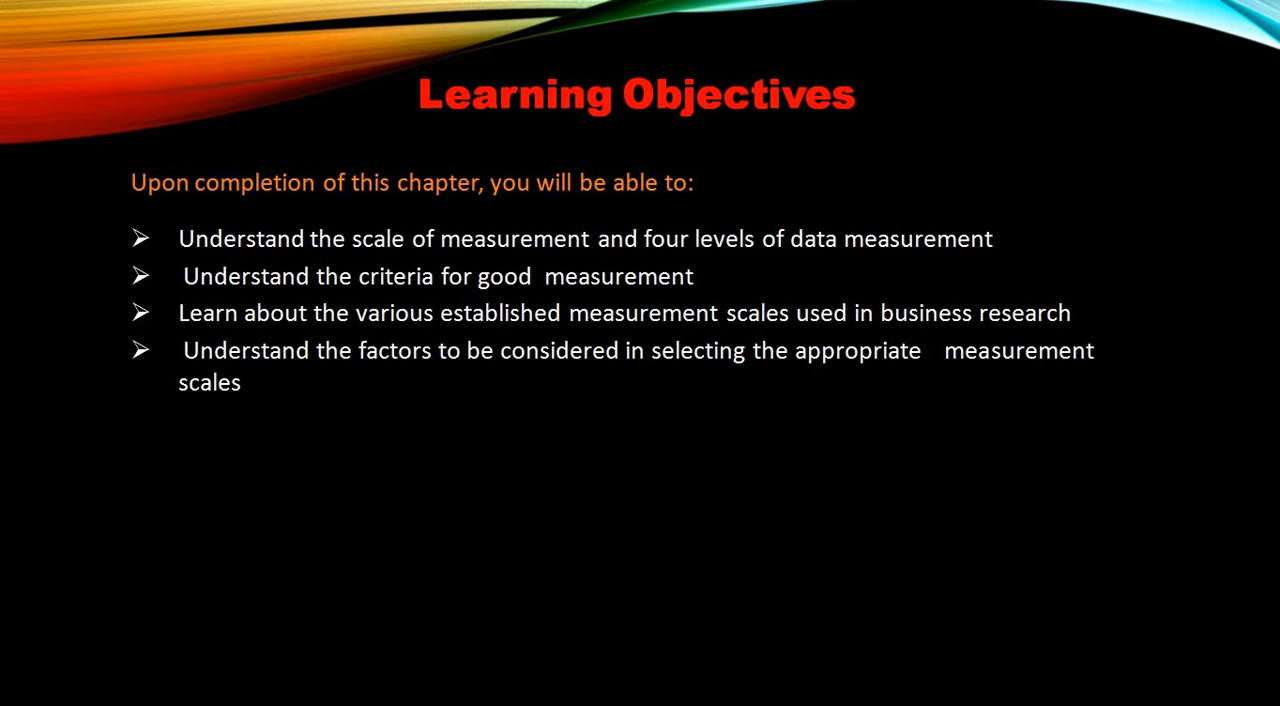 Learning Objectives
Upon completion of this chapter, you will be able to:
➢ Understand the scale of measurement and four levels of data measurement
➢ Understand the criteria for good measurement
➢ Learn about the various established measurement scales used in business research
➢ Understand the factors to be considered in selecting the appropriate measurement
scales